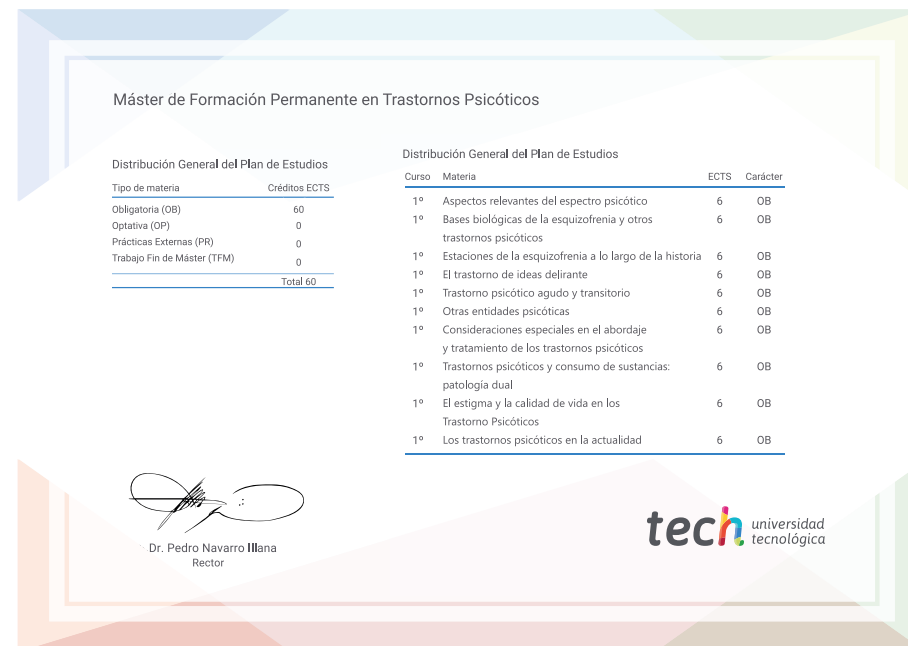 Máster de Formación Permanente en Trastornos Psicóticos
Distribución General del Plan de Estudios
Tipo de materia Créditos ECTS
Obligatoria (OB) 60
Optativa (OP) 0
Prácticas Externas (PR) 0
Trabajo Fin de Máster (TFM) 0
Total 60
Distribución General del Plan de Estudios
Curso Materia ECTS Carácter
1º Aspectos relevantes del espectro psicótico 6 OB
1º Bases biológicas de la esquizofrenia y otros 6 OB
trastornos psicóticos
1º Estaciones de la esquizofrenia a lo largo de la historia 6 OB
1º El trastorno de ideas delirante 6 OB
1º Trastorno psicótico agudo y transitorio 6 OB
1º Otras entidades psicóticas 6 OB
1º Consideraciones especiales en el abordaje 6 OB
y tratamiento de los trastornos psicóticos
1º Trastornos psicóticos y consumo de sustancias: 6 OB
patología dual
1º El estigma y la calidad de vida en los 6 OB
Trastorno Psicóticos
1º Los trastornos psicóticos en la actualidad 6 OB
Dr. Pedro Navarro Illana
Rector
tech universidad
tecnológica